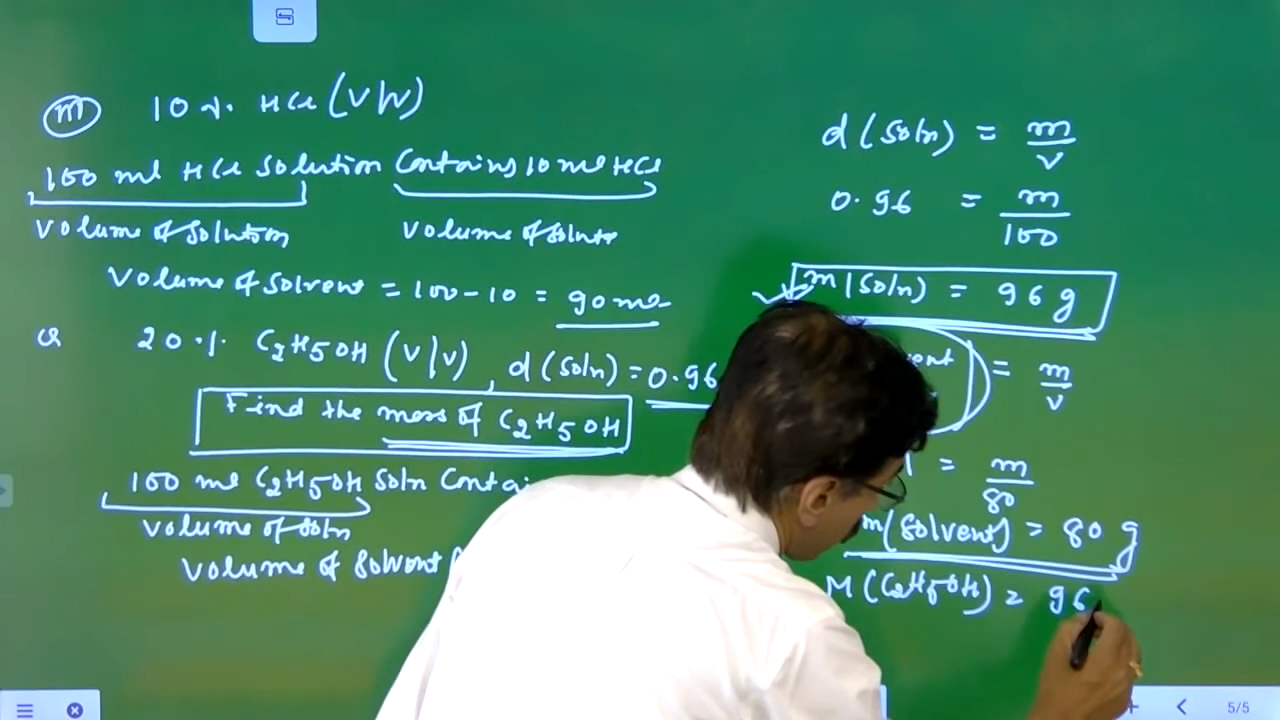 (m) 10 %. HCl (V/V)
100 ml HCl Solution Contains 10 ml HCl
Volume of Solution Volume of Solute
Volume of Solvent = 100 - 10 = 90 ml
20 %. C₂H₅OH (V/V), d (Soln) = 0.96
Find the mass of C₂H₅OH
100 ml C₂H₅OH Soln
Volume of Soln
Volume of Solvent
d (Soln) = m/v
0.96 = m/100
m (Soln) = 96 g
= m/v
1 = m/80
m (Solvent) = 80 g
M (C₂H₅OH) = 96
5/5